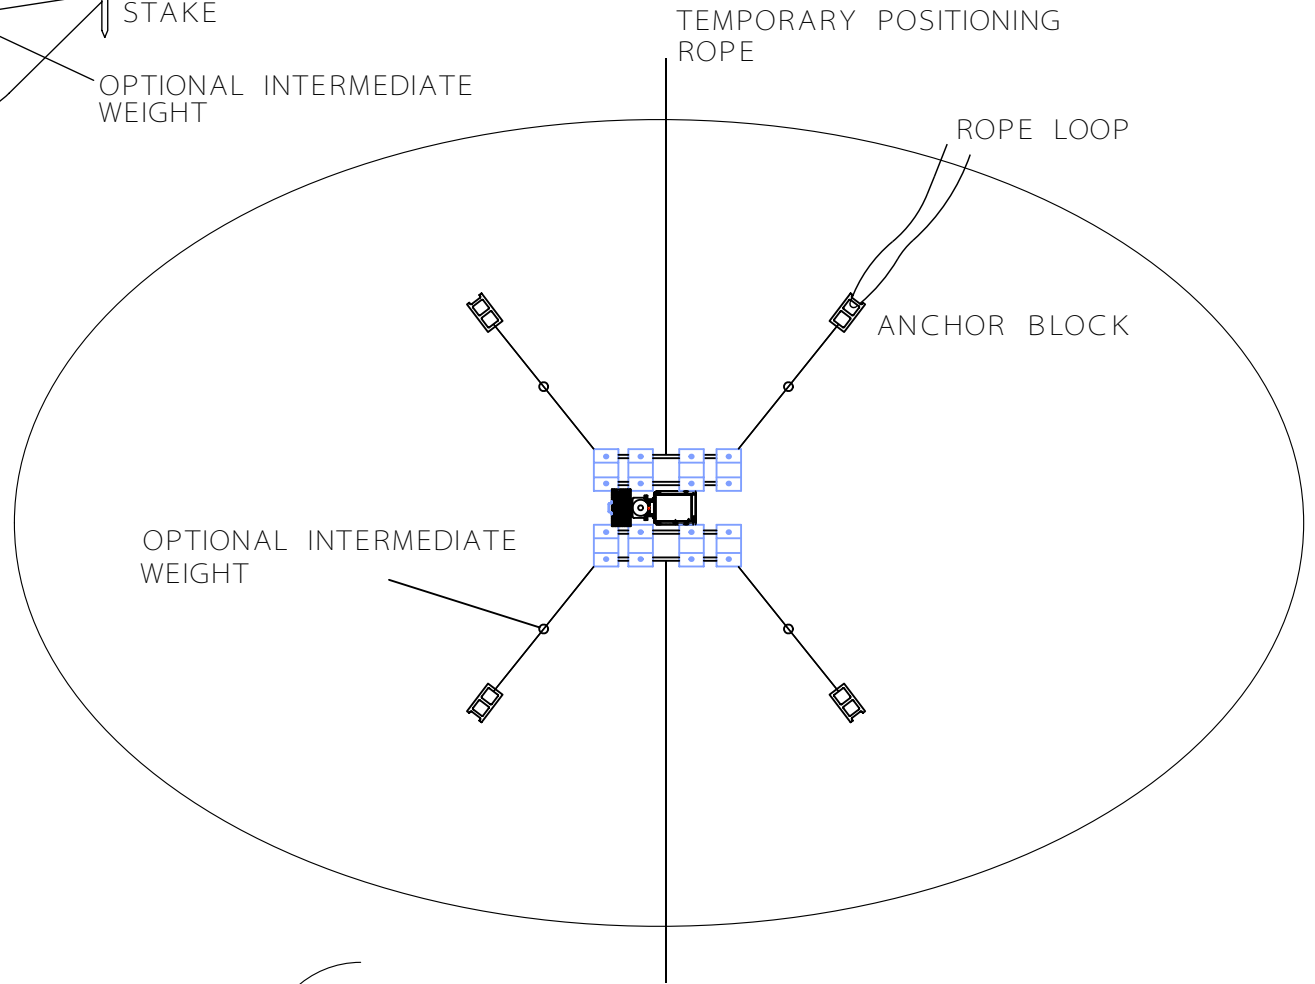 STAKE
OPTIONAL INTERMEDIATE
WEIGHT
TEMPORARY POSITIONING
ROPE
ROPE LOOP
ANCHOR BLOCK
OPTIONAL INTERMEDIATE
WEIGHT